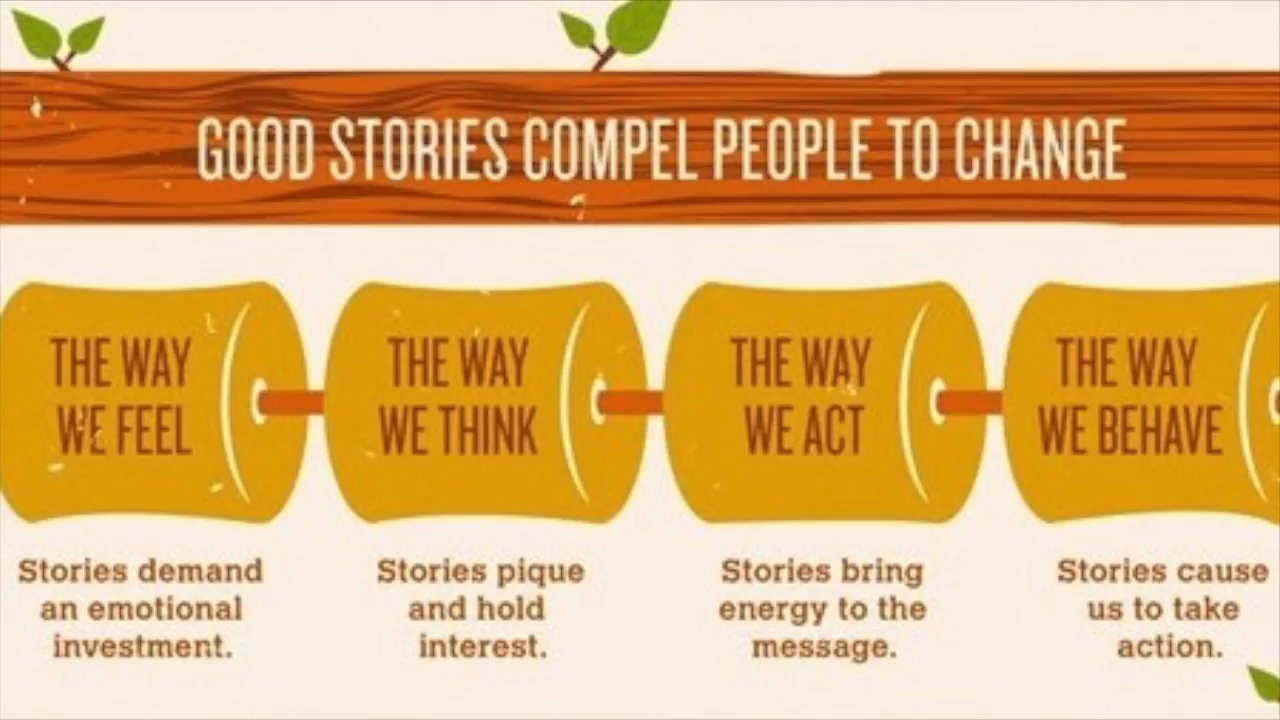 GOOD STORIES COMPEL PEOPLE TO CHANGE
THE WAY
WE FEEL
Stories demand
an emotional
investment.
THE WAY
WE THINK
Stories pique
and hold
interest.
THE WAY
WE ACT
Stories bring
energy to the
message.
THE WAY
WE BEHAVE
Stories cause
us to take
action.